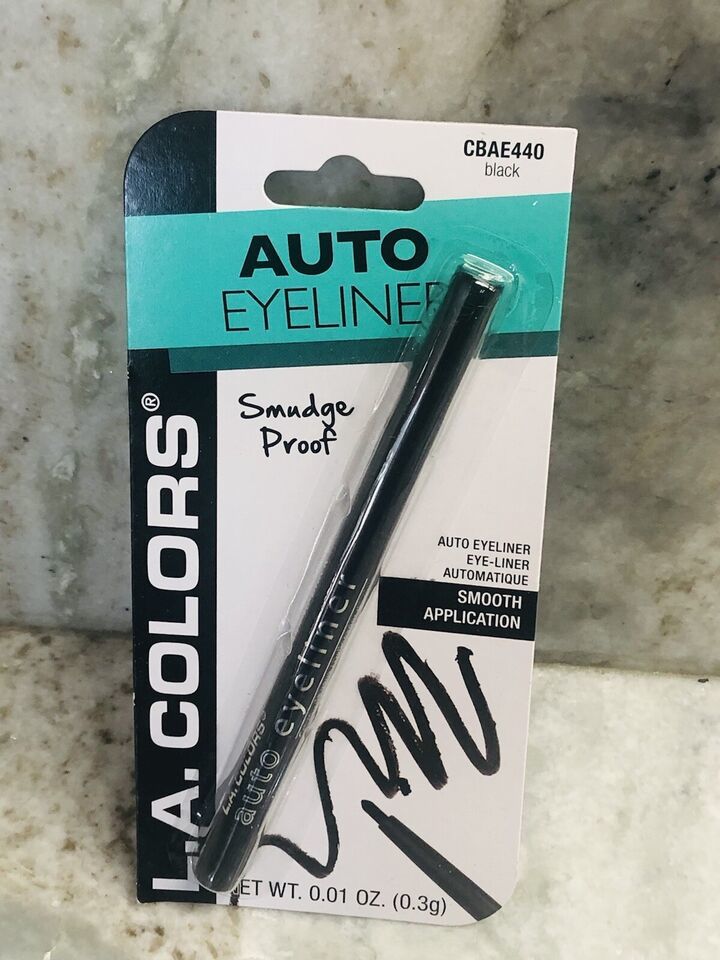 CBAE440
black
AUTO
EYELINER
Smudge
Proof
L.A. COLORS®
AUTO EYELINER
EYE-LINER
AUTOMATIQUE
SMOOTH
APPLICATION
L.A. COLORS®
auto eyeliner
ET WT. 0.01 OZ. (0.3g)